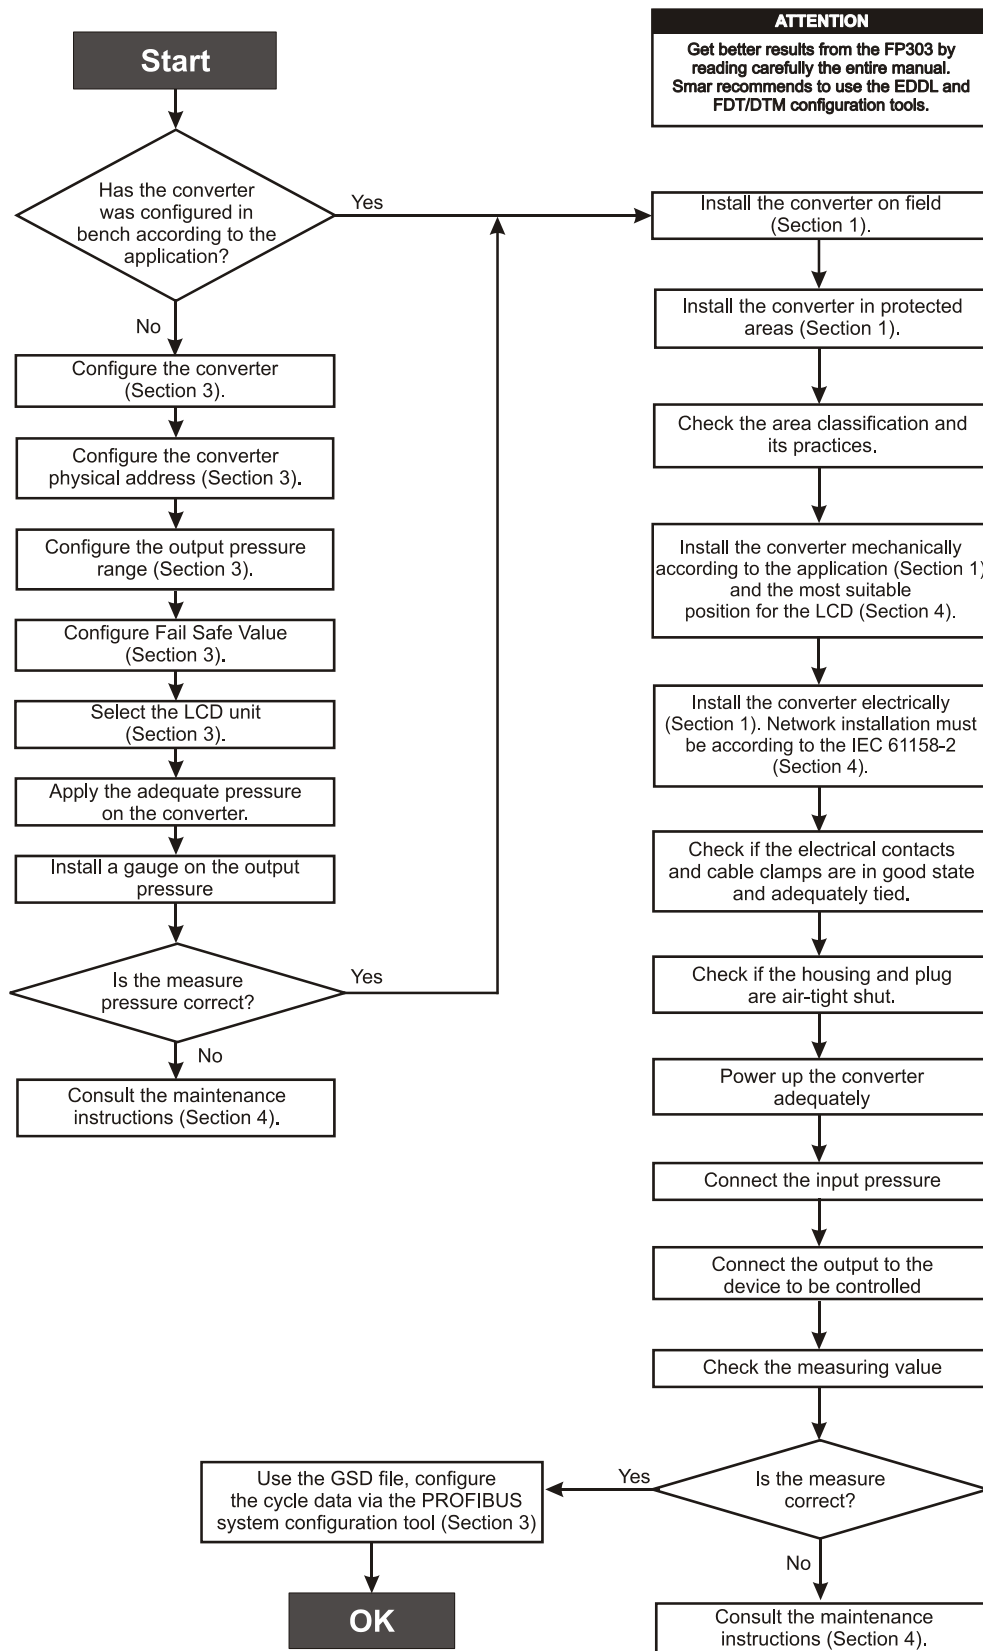 Start
ATTENTION
Get better results from the FP303 by
reading carefully the entire manual.
Smar recommends to use the EDDL and
FDT/DTM configuration tools.
Has the converter
was configured in
bench according to the
application?
Yes
No
Configure the converter
(Section 3).
Configure the converter
physical address (Section 3).
Configure the output pressure
range (Section 3).
Configure Fail Safe Value
(Section 3).
Select the LCD unit
(Section 3).
Apply the adequate pressure
on the converter.
Install a gauge on the output
pressure
Is the measure
pressure correct?
Yes
No
Consult the maintenance
instructions (Section 4).
Install the converter on field
(Section 1).
Install the converter in protected
areas (Section 1).
Check the area classification and
its practices.
Install the converter mechanically
according to the application (Section 1)
and the most suitable
position for the LCD (Section 4).
Install the converter electrically
(Section 1). Network installation must
be according to the IEC 61158-2
(Section 4).
Check if the electrical contacts
and cable clamps are in good state
and adequately tied.
Check if the housing and plug
are air-tight shut.
Power up the converter
adequately
Connect the input pressure
Connect the output to the
device to be controlled
Check the measuring value
Is the measure
correct?
Yes
No
Use the GSD file, configure
the cycle data via the PROFIBUS
system configuration tool (Section 3)
OK
Consult the maintenance
instructions (Section 4).